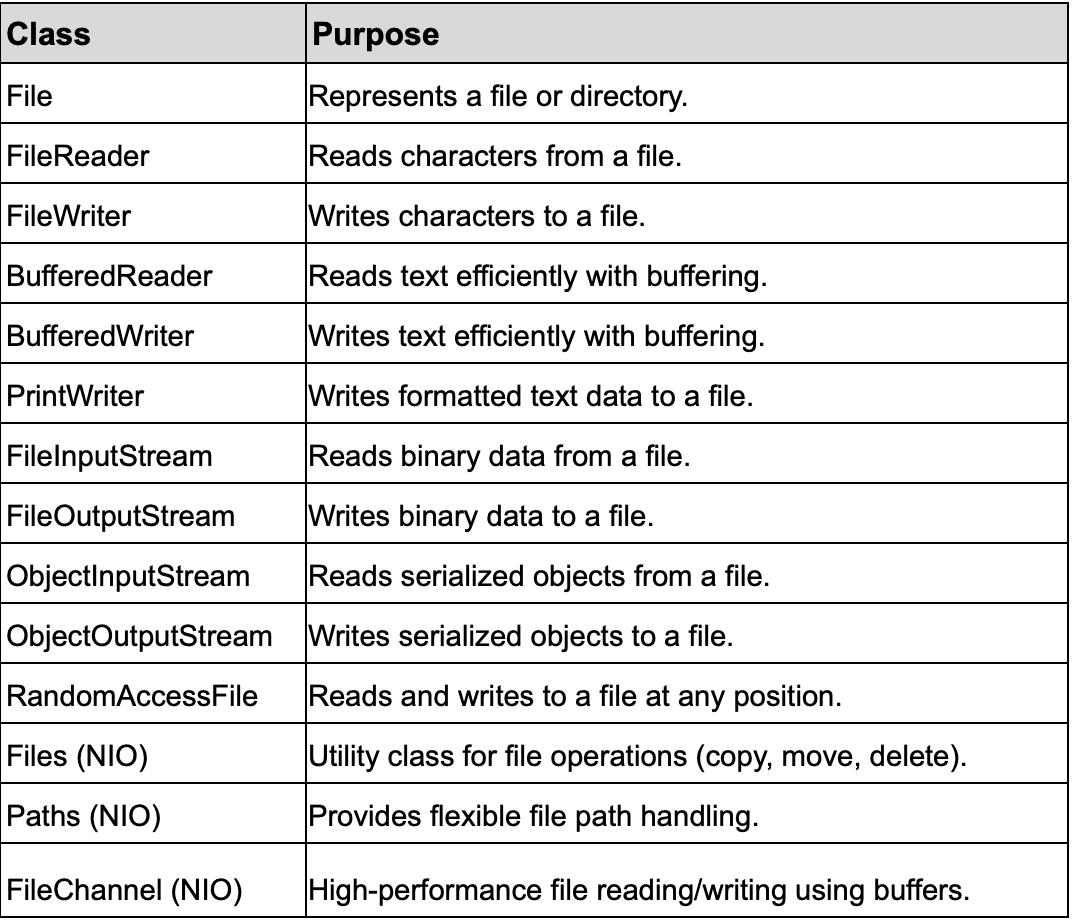 Class Purpose
File Represents a file or directory.
FileReader Reads characters from a file.
FileWriter Writes characters to a file.
BufferedReader Reads text efficiently with buffering.
BufferedWriter Writes text efficiently with buffering.
PrintWriter Writes formatted text data to a file.
FileInputStream Reads binary data from a file.
FileOutputStream Writes binary data to a file.
ObjectInputStream Reads serialized objects from a file.
ObjectOutputStream Writes serialized objects to a file.
RandomAccessFile Reads and writes to a file at any position.
Files (NIO) Utility class for file operations (copy, move, delete).
Paths (NIO) Provides flexible file path handling.
FileChannel (NIO) High-performance file reading/writing using buffers.